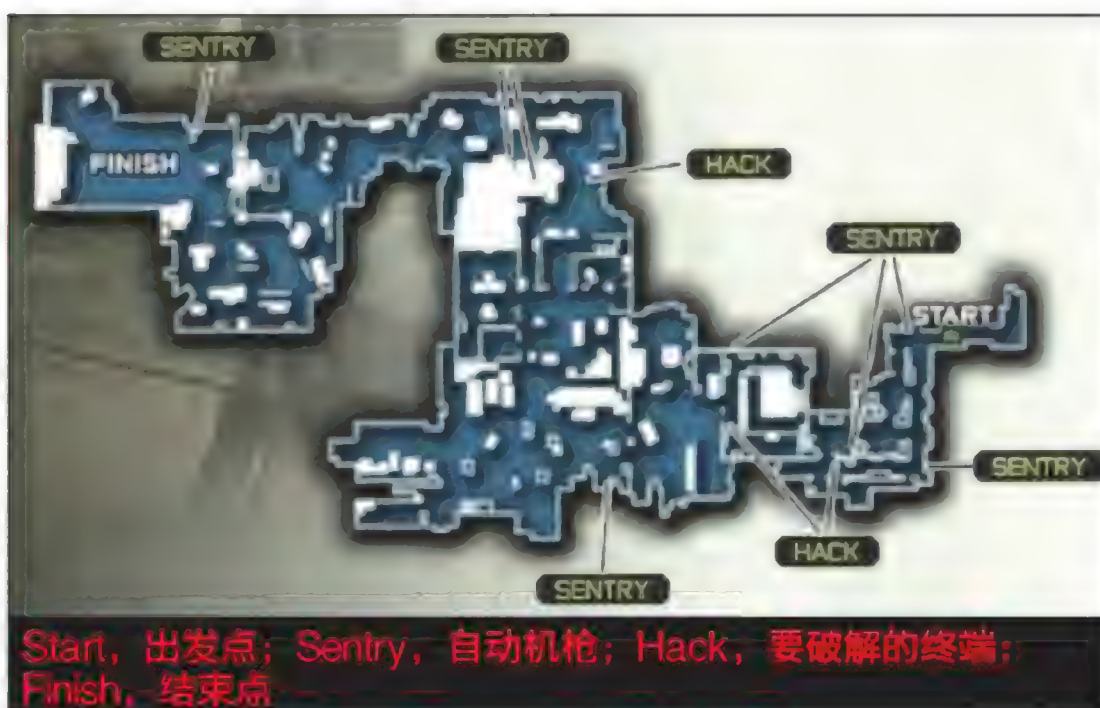 SENTRY
SENTRY
FINISH
HACK
SENTRY
START
SENTRY
HACK
SENTRY
Start，出发点；Sentry，自动机枪；Hack，要破解的终端；
Finish，结束点